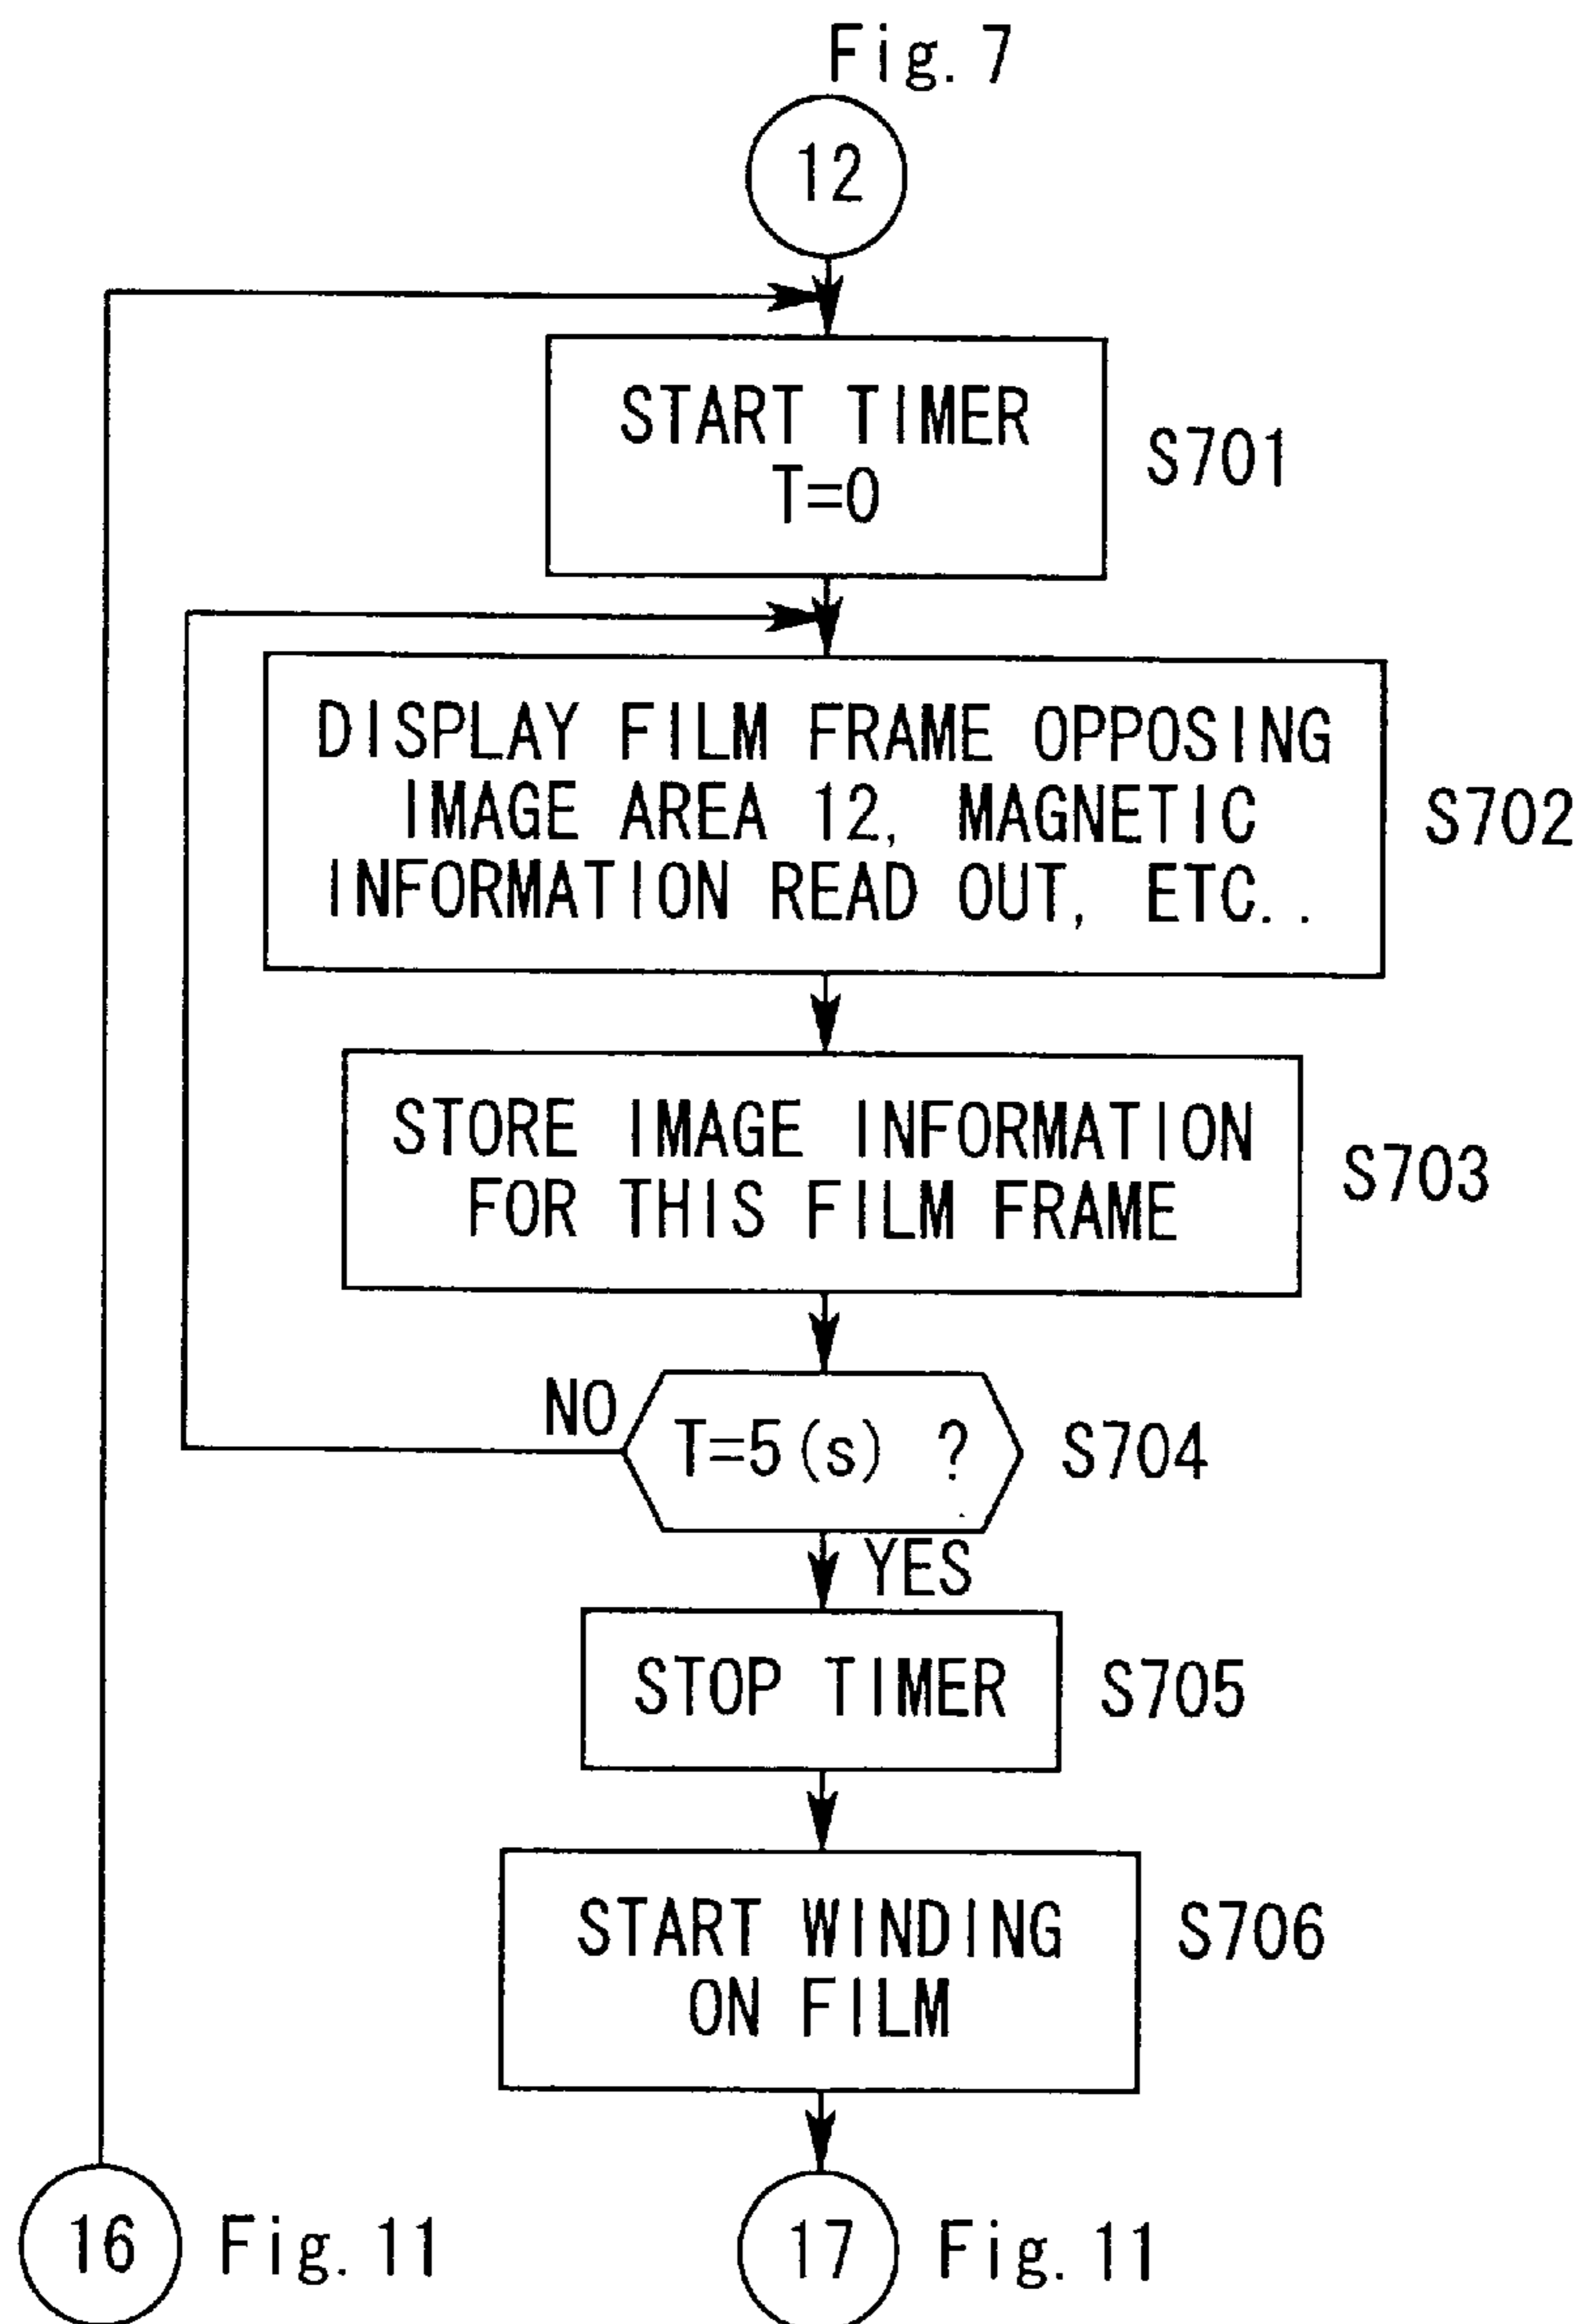 Fig. 7
12
START TIMER
T=0
S701
DISPLAY FILM FRAME OPPOSING
IMAGE AREA 12, MAGNETIC
INFORMATION READ OUT, ETC..
S702
STORE IMAGE INFORMATION
FOR THIS FILM FRAME
S703
NO
T=5(s) ?
S704
YES
STOP TIMER
S705
START WINDING
ON FILM
S706
16
Fig. 11
17
Fig. 11